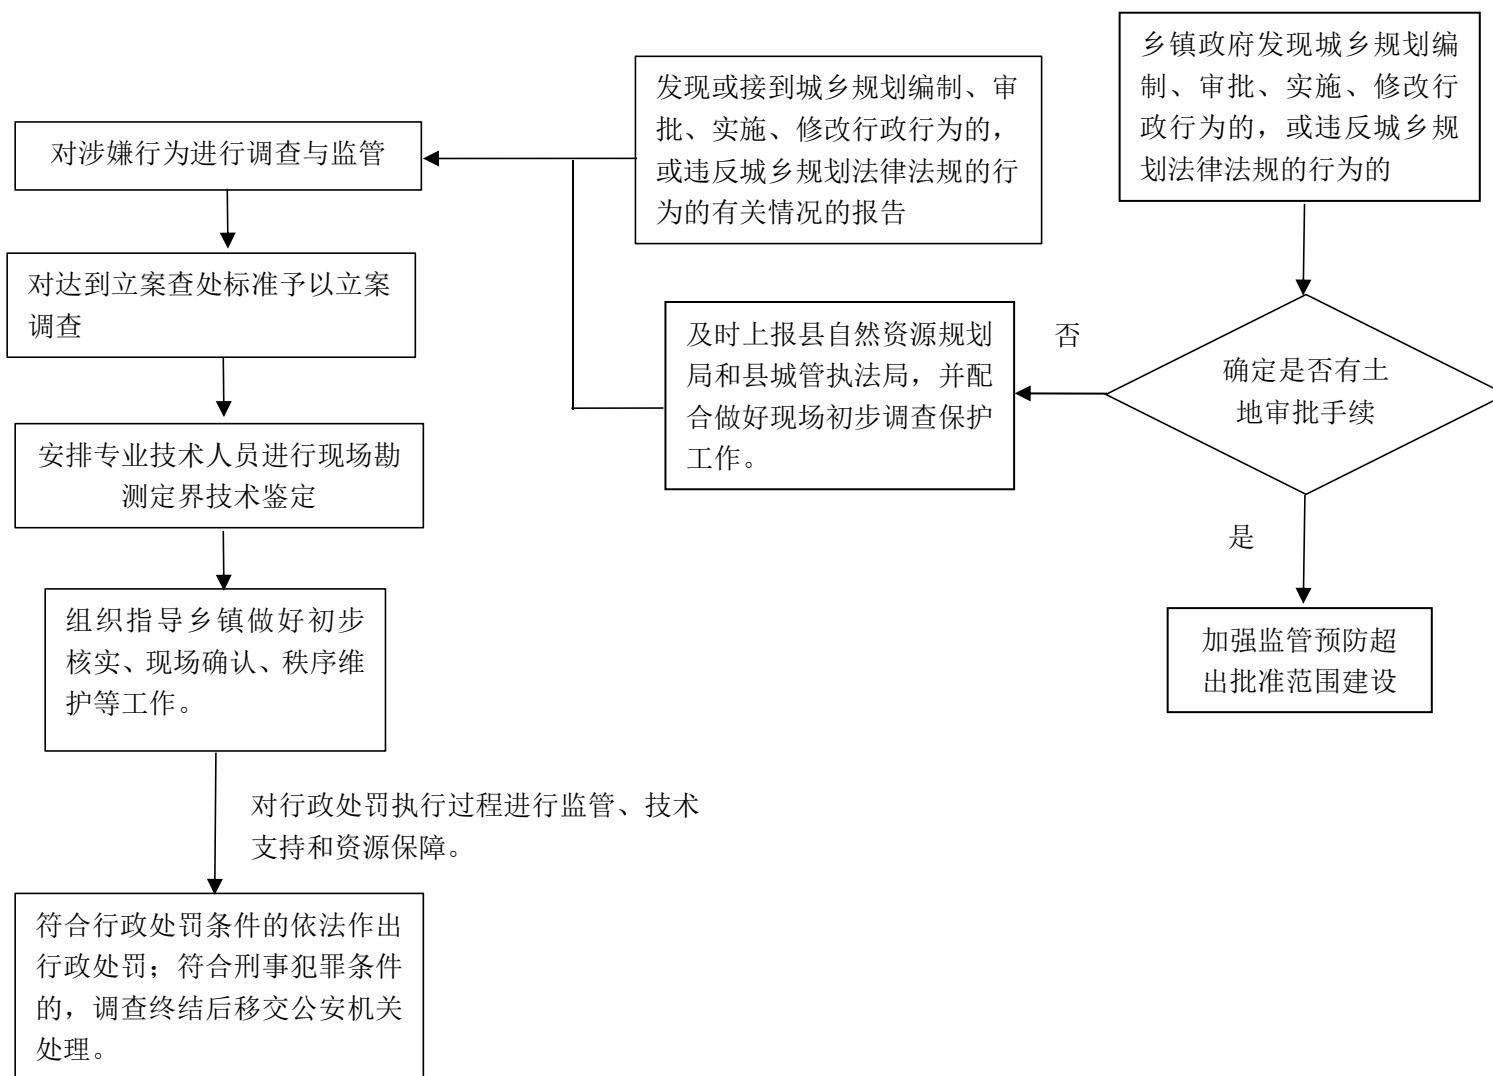 乡镇政府发现城乡规划编
制、审批、实施、修改行
政行为的，或违反城乡规
划法律法规的行为的
发现或接到城乡规划编制、审
批、实施、修改行政行为的，
或违反城乡规划法律法规的行
为的有关情况的报告
对涉嫌行为进行调查与监管
对达到立案查处标准予以立案
调查
及时上报县自然资源规划
局和县城管执法局，并配
合做好现场初步调查保护
工作。
否
确定是否有土
地审批手续
安排专业技术人员进行现场勘
测定界技术鉴定
是
组织指导乡镇做好初步
核实、现场确认、秩序维
护等工作。
加强监管预防超
出批准范围建设
对行政处罚执行过程进行监管、技术
支持和资源保障。
符合行政处罚条件的依法作出
行政处罚；符合刑事犯罪条件
的，调查终结后移交公安机关
处理。